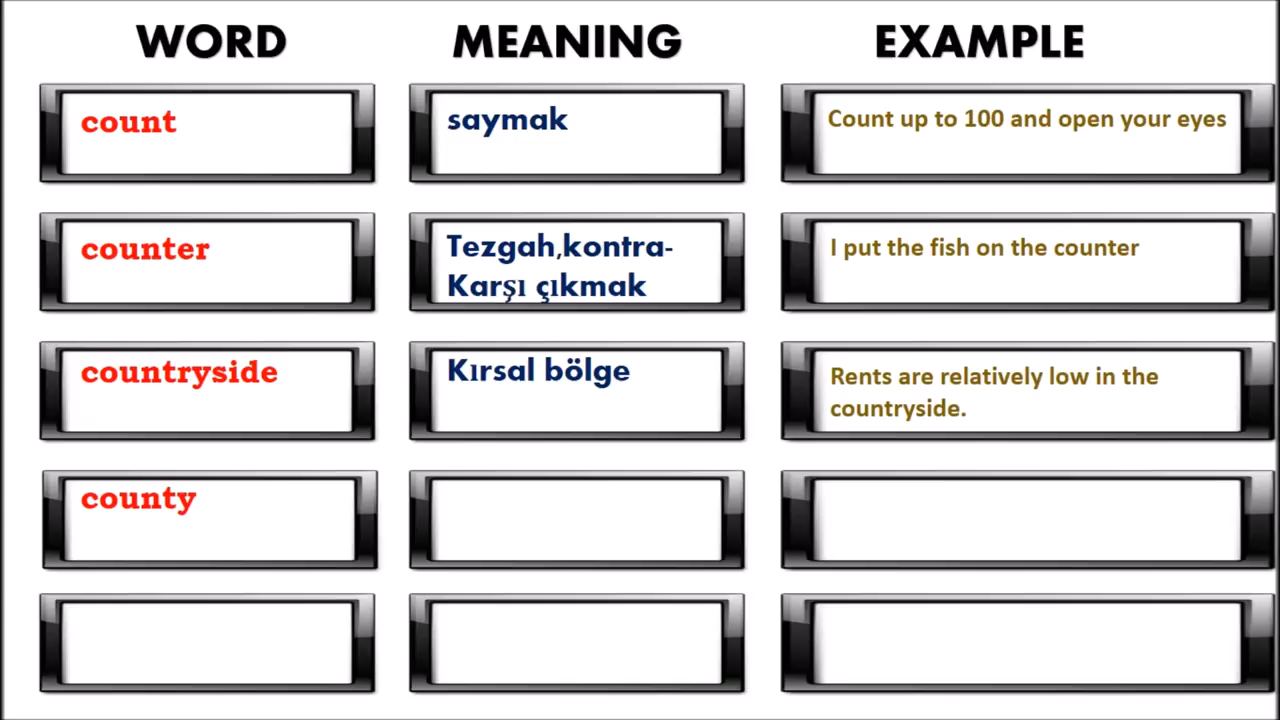 WORD MEANING EXAMPLE
count saymak Count up to 100 and open your eyes
counter Tezgah,kontra- I put the fish on the counter
Karşı çıkmak
countryside Kırsal bölge Rents are relatively low in the
countryside.
county